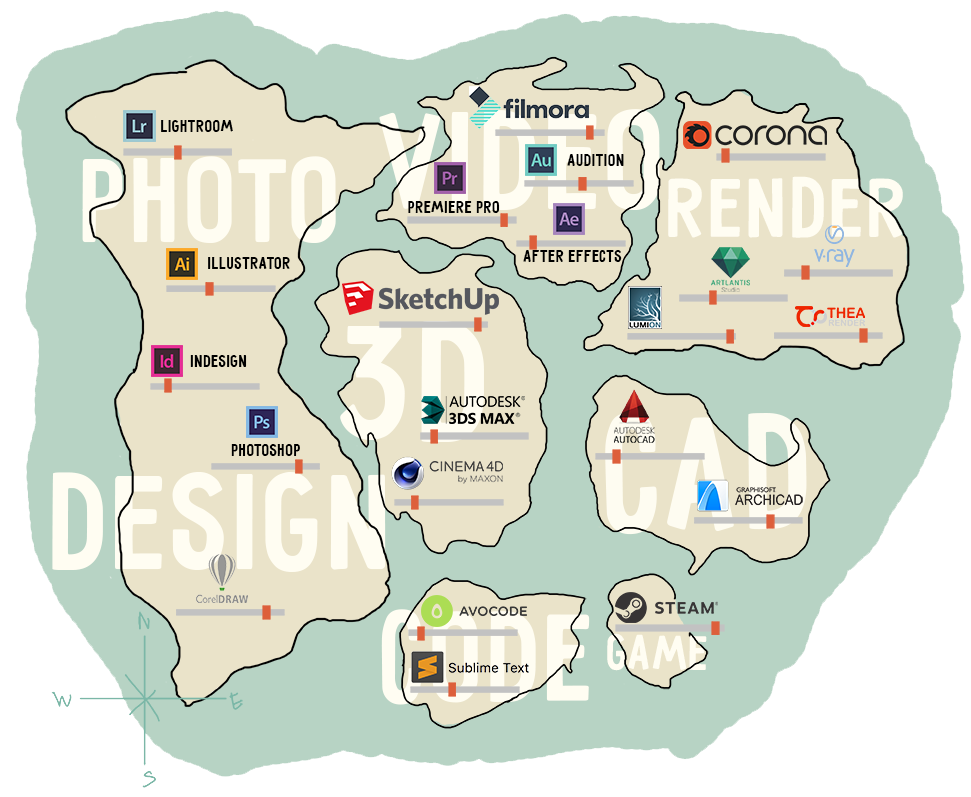 Lr LIGHTROOM
PHOTO
Ai ILLUSTRATOR
Id INDESIGN
Ps
PHOTOSHOP
DESIGN
CorelDRAW
VIDEO
filmora
Au AUDITION
Pr
PREMIERE PRO
Ae
AFTER EFFECTS
RENDER
corona
v·ray
ARTLANTIS
Studio
LUMION
THEA
RENDER
3D
SketchUp
AUTODESK®
3DS MAX®
CINEMA 4D
by MAXON
CAD
AUTODESK
AUTOCAD
GRAPHISOFT
ARCHICAD
CODE
AVOCODE
Sublime Text
GAME
STEAM®
N
W E
S